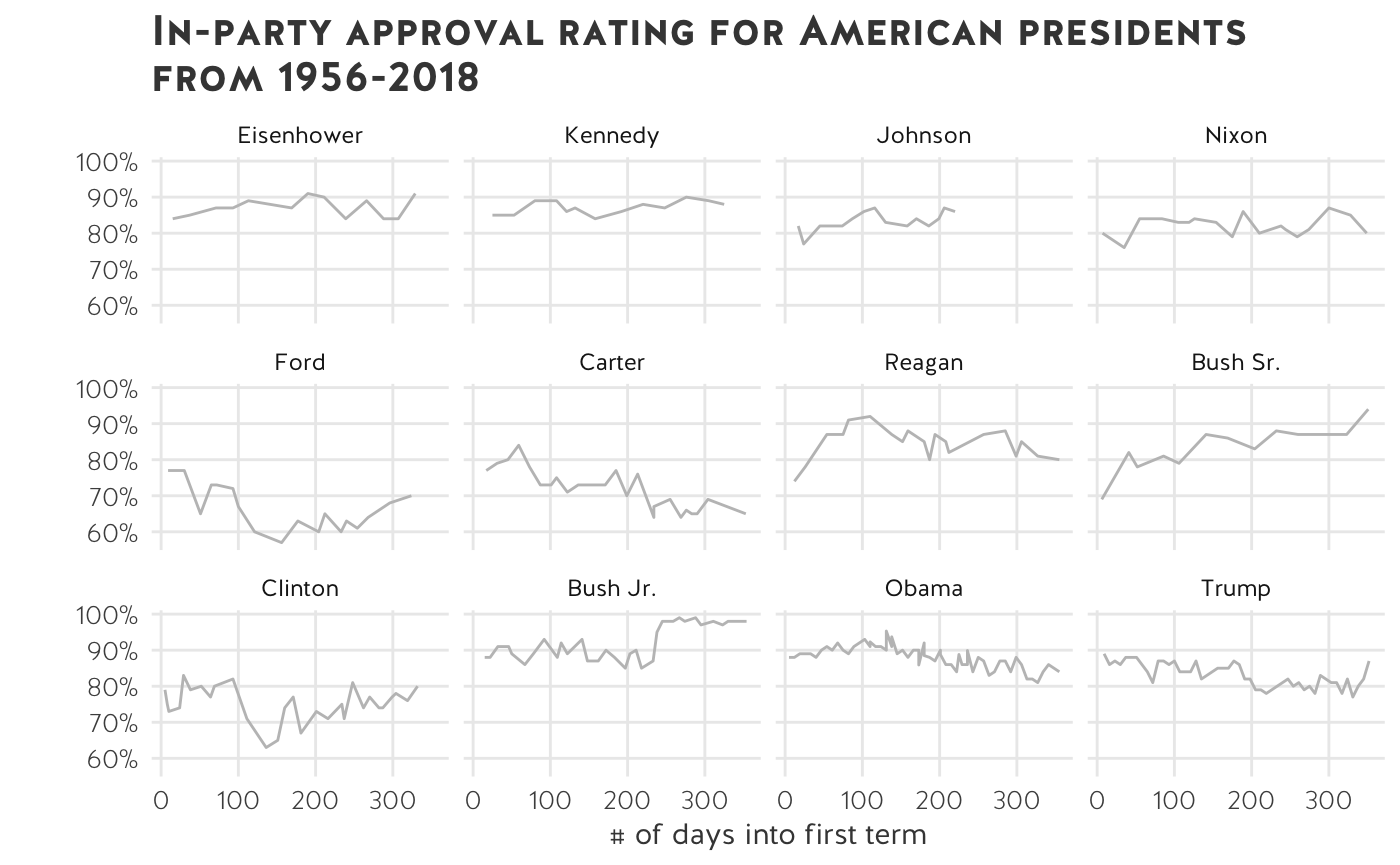 In-party approval rating for American presidents
from 1956-2018
Eisenhower Kennedy Johnson Nixon
100%
90%
80%
70%
60%
Ford Carter Reagan Bush Sr.
100%
90%
80%
70%
60%
Clinton Bush Jr. Obama Trump
100%
90%
80%
70%
60%
0 100 200 300 0 100 200 300 0 100 200 300 0 100 200 300
# of days into first term